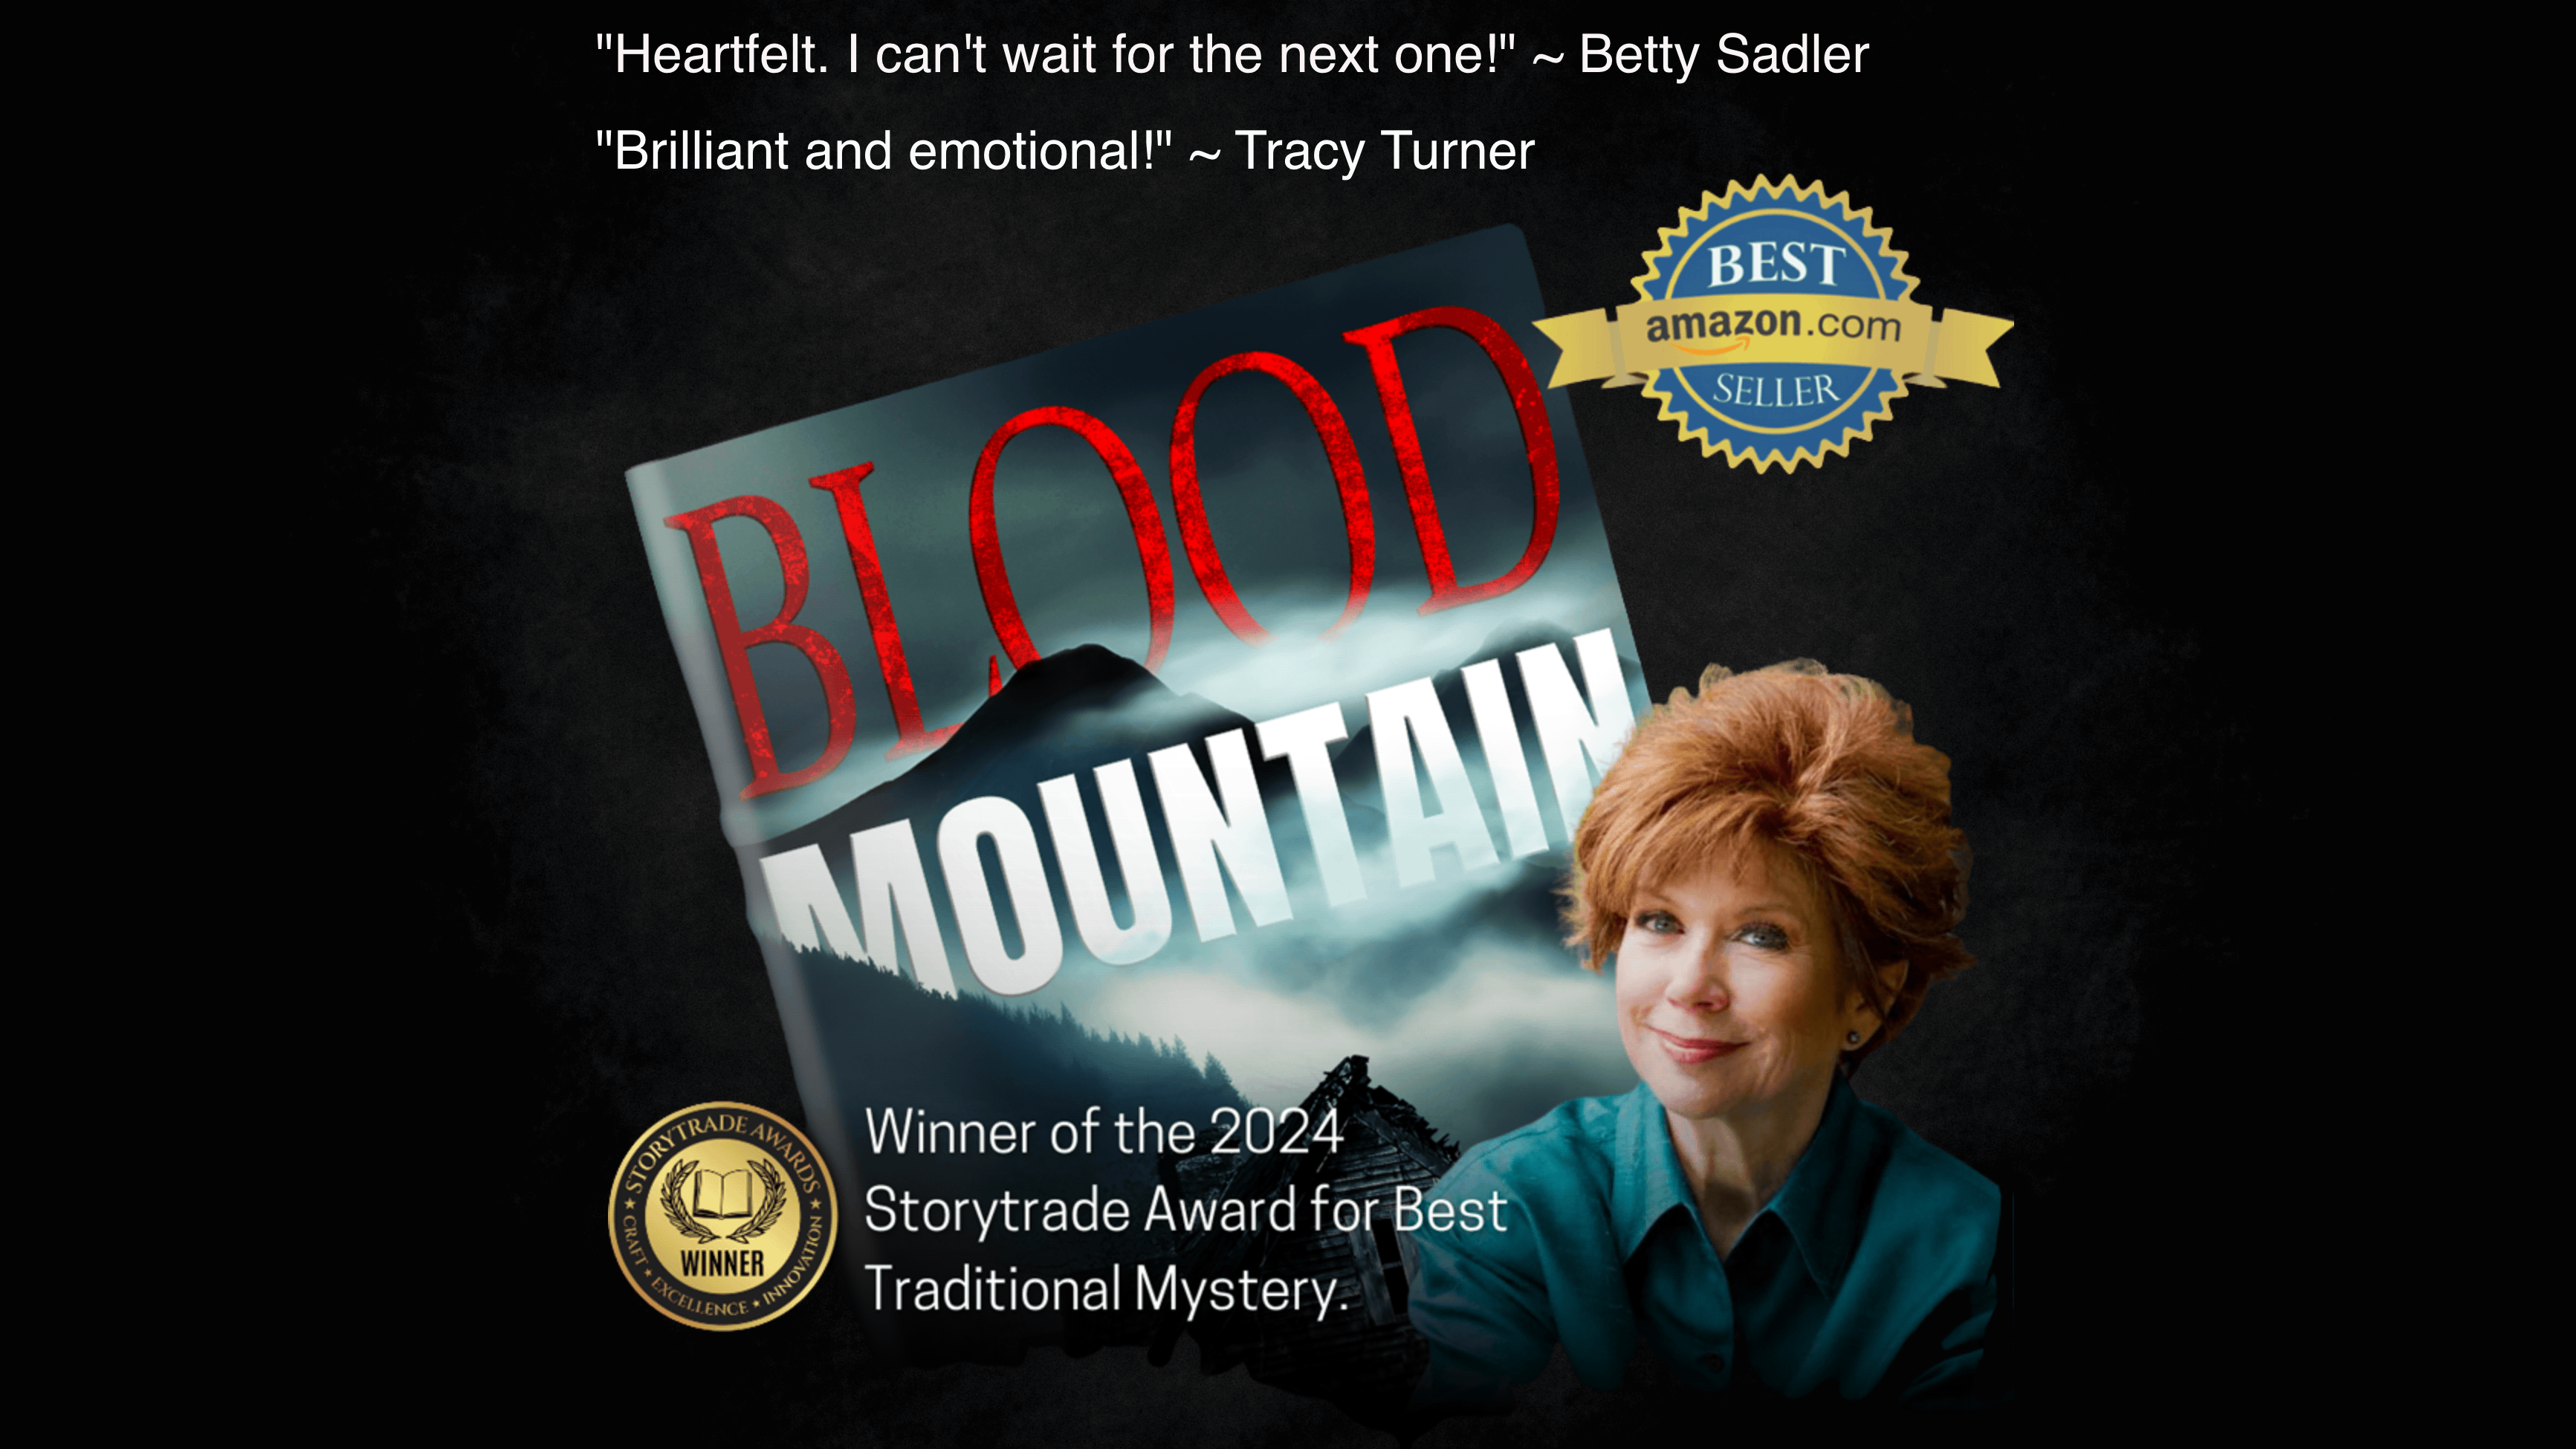 "Heartfelt. I can't wait for the next one!" ~ Betty Sadler
"Brilliant and emotional!" ~ Tracy Turner
BEST
amazon.com
SELLER
BLOOD
MOUNTAIN
STORYTRADE AWARDS
WINNER
★ CRAFT ★ EXCELLENCE ★ INNOVATION ★
Winner of the 2024
Storytrade Award for Best
Traditional Mystery.